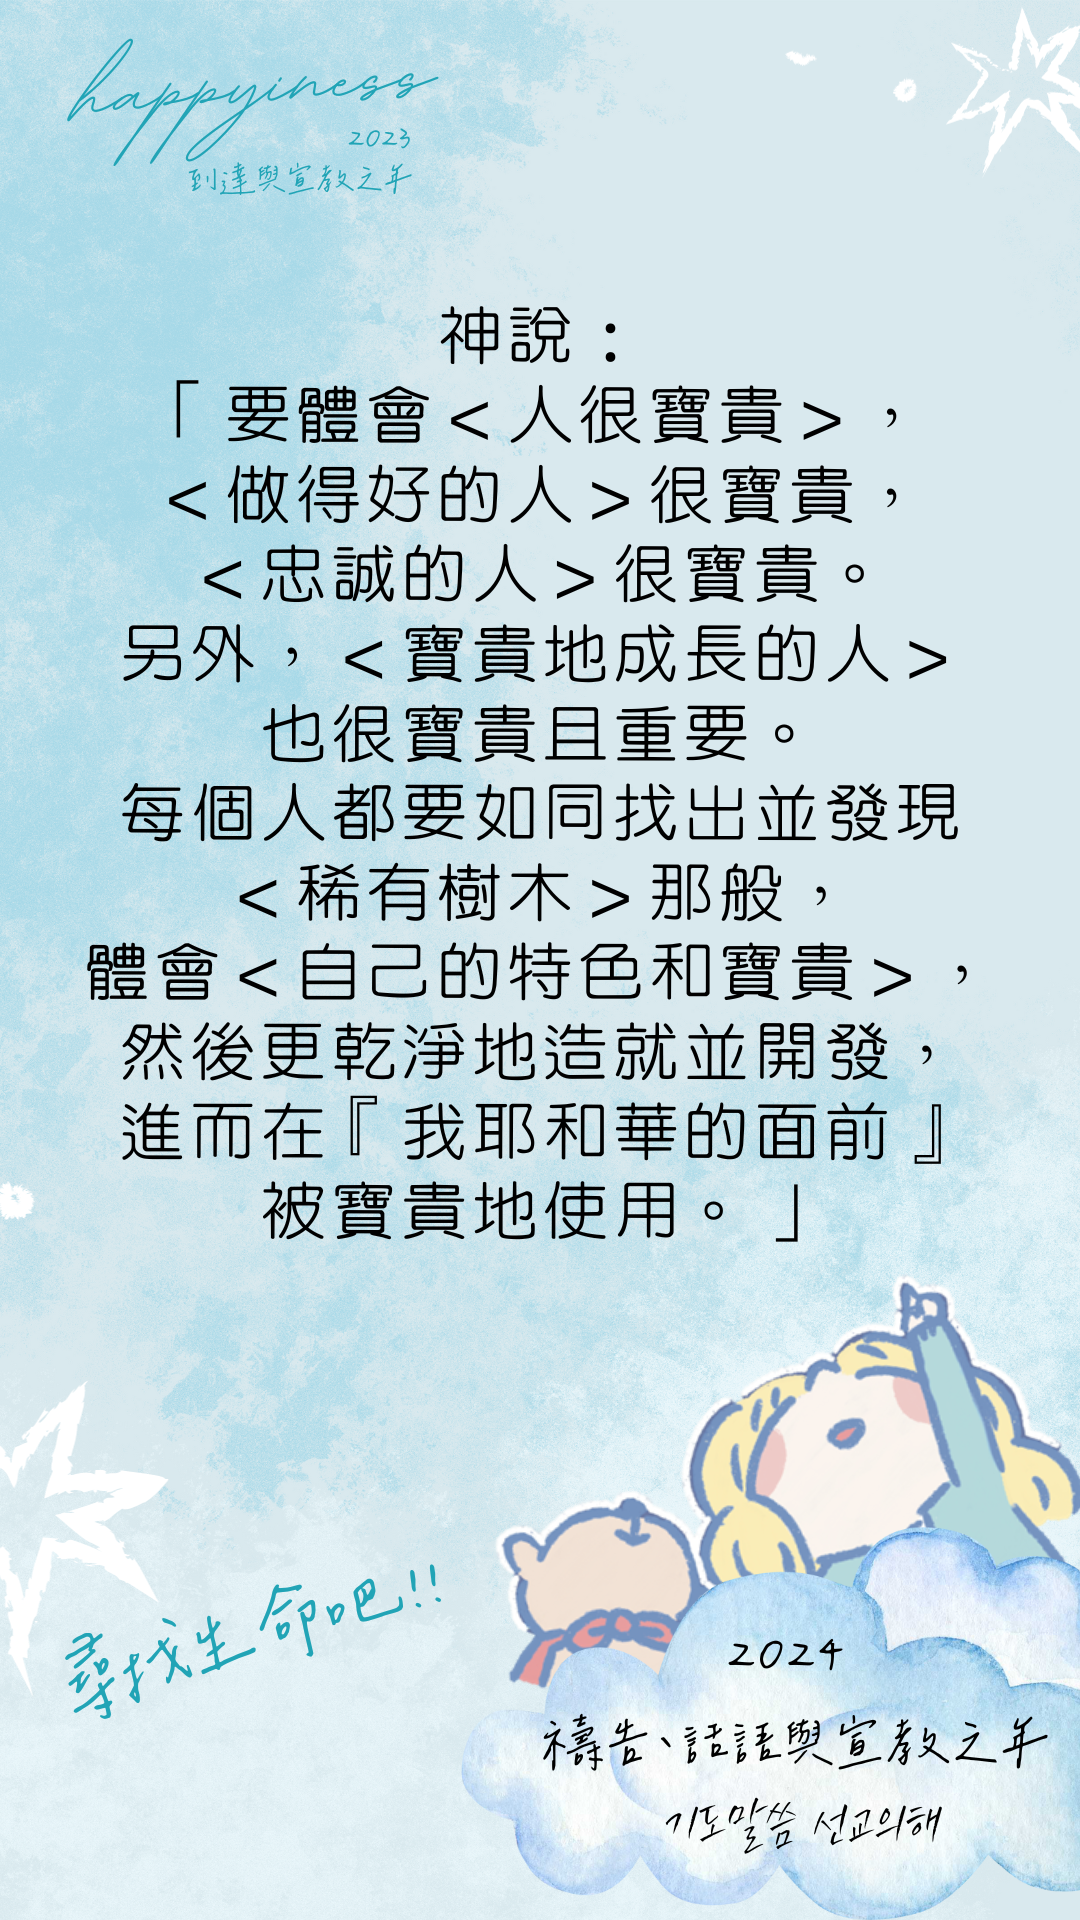 happyiness
2023
到達與宣教之年
神說：
「要體會＜人很寶貴＞，
＜做得好的人＞很寶貴，
＜忠誠的人＞很寶貴。
另外，＜寶貴地成長的人＞
也很寶貴且重要。
每個人都要如同找出並發現
＜稀有樹木＞那般，
體會＜自己的特色和寶貴＞，
然後更乾淨地造就並開發，
進而在『我耶和華的面前』
被寶貴地使用。」
尋找生命吧!!
2024
禱告、話語與宣教之年
기도말씀 선교의해